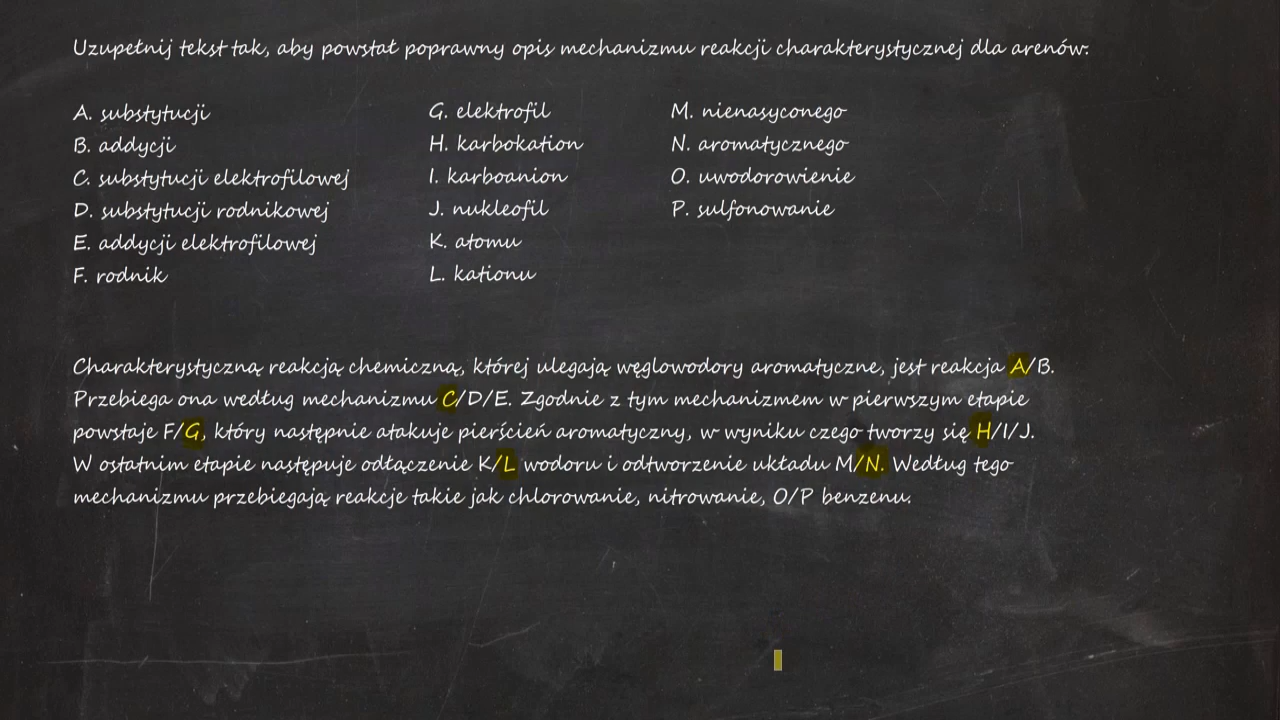 Uzupełnij tekst tak, aby powstał poprawny opis mechanizmu reakcji charakterystycznej dla arenów:
A. substytucji
B. addycji
C. substytucji elektrofilowej
D. substytucji rodnikowej
E. addycji elektrofilowej
F. rodnik
G. elektrofil
H. karbokation
I. karboanion
J. nukleofil
K. atomu
L. kationu
M. nienasyconego
N. aromatycznego
O. uwodorowienie
P. sulfonowanie
Charakterystyczną reakcją chemiczną, której ulegają węglowodory aromatyczne, jest reakcja A/B.
Przebiega ona według mechanizmu C/D/E. Zgodnie z tym mechanizmem w pierwszym etapie
powstaje F/G, który następnie atakuje pierścień aromatyczny, w wyniku czego tworzy się H/I/J.
W ostatnim etapie następuje odłączenie K/L wodoru i odtworzenie układu M/N. Według tego
mechanizmu przebiegają reakcje takie jak chlorowanie, nitrowanie, O/P benzenu.